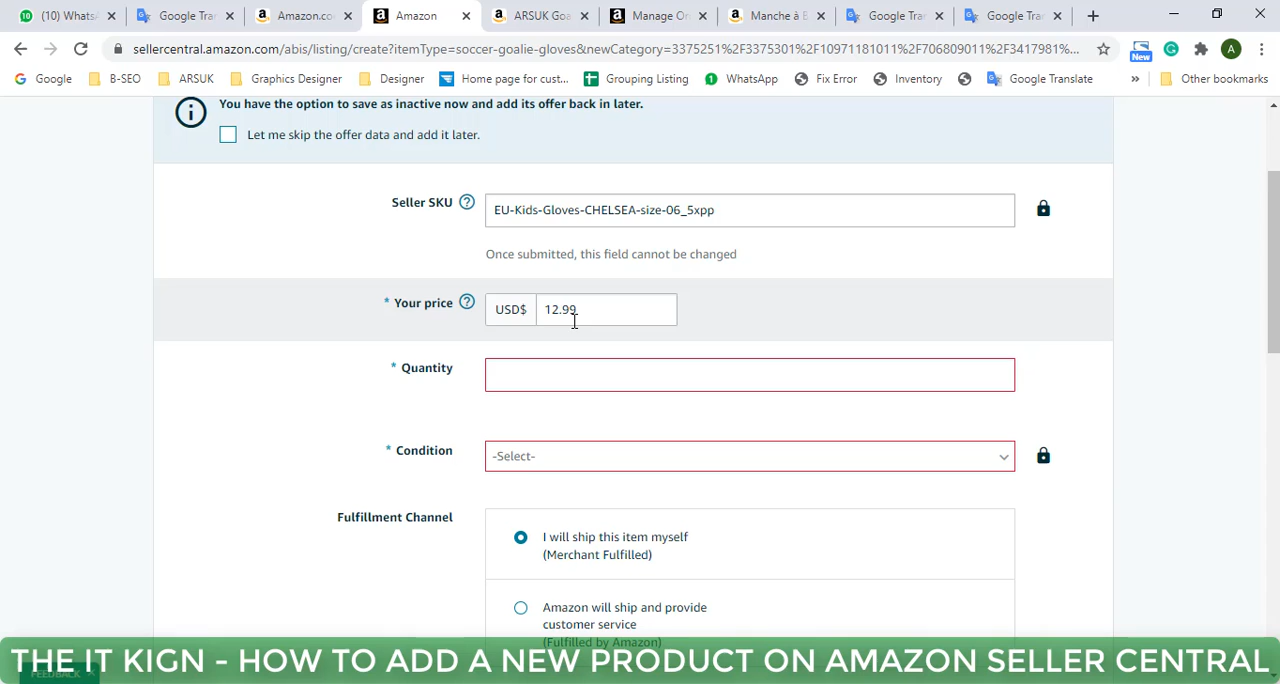 (10) Whats
Google Tra
Amazon.co
Amazon
ARSUK Goa
Manage Or
Manche à B
Google Tra
Google Tra
sellercentral.amazon.com/abis/listing/create?itemType=soccer-goalie-gloves&newCategory=3375251%2F3375301%2F10971181011%2F706809011%2F3417981%...
New
A
Google
B-SEO
ARSUK
Graphics Designer
Designer
Home page for cust...
Grouping Listing
WhatsApp
Fix Error
Inventory
Google Translate
»
Other bookmarks
You have the option to save as inactive now and add its offer back in later.
Let me skip the offer data and add it later.
Seller SKU
EU-Kids-Gloves-CHELSEA-size-06_5xpp
Once submitted, this field cannot be changed
* Your price
USD$ 12.99
* Quantity
* Condition
-Select-
Fulfillment Channel
I will ship this item myself
(Merchant Fulfilled)
Amazon will ship and provide
customer service
(Fulfilled by Amazon)
THE IT KIGN - HOW TO ADD A NEW PRODUCT ON AMAZON SELLER CENTRAL
FEEDBACK